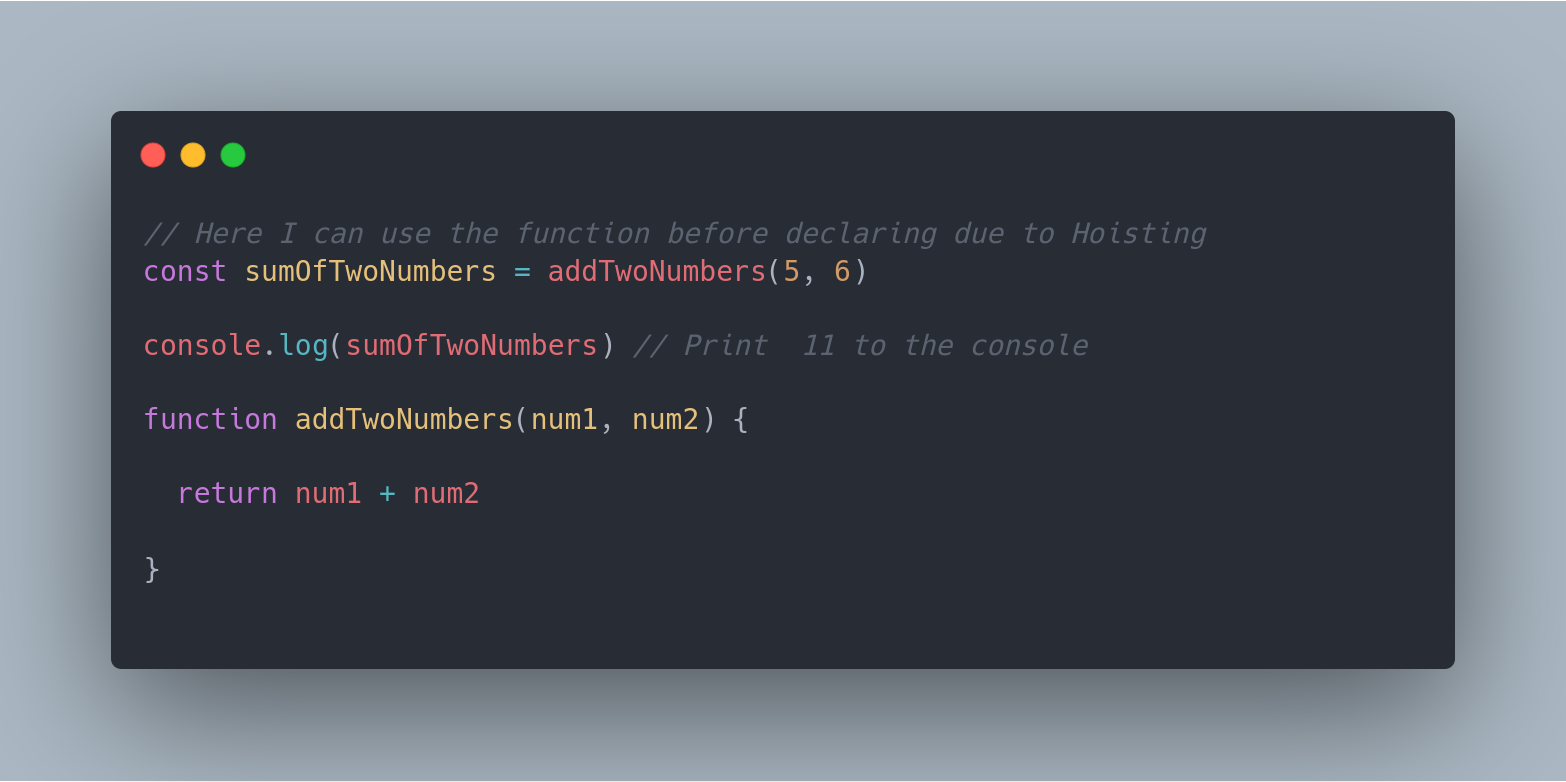 // Here I can use the function before declaring due to Hoisting
const sumOfTwoNumbers = addTwoNumbers(5, 6)
console.log(sumOfTwoNumbers) // Print  11 to the console
function addTwoNumbers(num1, num2) {
  return num1 + num2
}